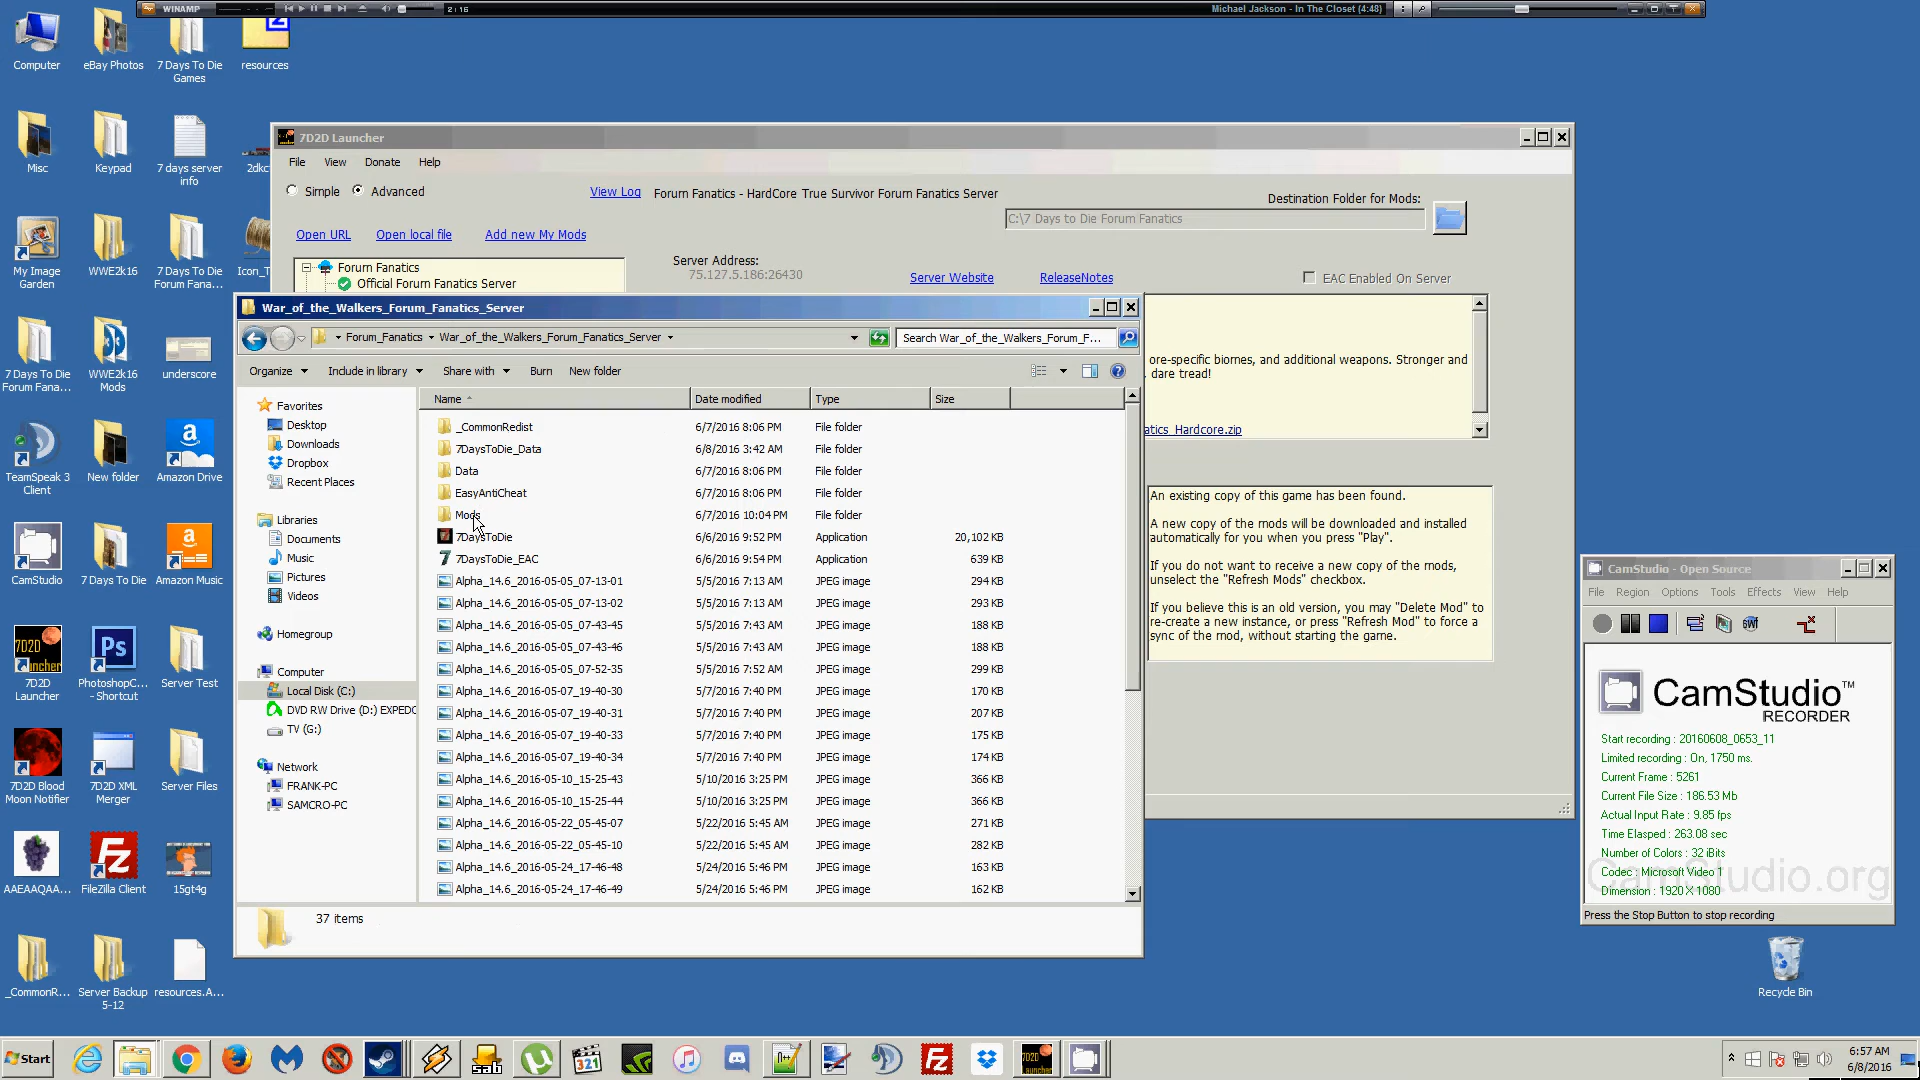 WINAMP
2:16
Michael Jackson - In The Closet (4:48)
Computer
eBay Photos
7 Days To Die
Games
resources
Misc
Keypad
7 days server
info
2dkc
My Image
Garden
WWE2k16
7 Days To Die
Forum Fana...
Icon_T
7 Days To Die
Forum Fana...
WWE2k16
Mods
underscore
TeamSpeak 3
Client
New folder
Amazon Drive
CamStudio
7 Days To Die
Amazon Music
7D2D
Launcher
PhotoshopC...
- Shortcut
Server Test
7D2D Blood
Moon Notifier
7D2D XML
Merger
Server Files
AAEAAQAA...
FileZilla Client
15gt4g
_CommonR...
Server Backup
5-12
resources.A...
Recycle Bin
7D2D Launcher
File View Donate Help
Simple Advanced
View Log
Forum Fanatics - HardCore True Survivor Forum Fanatics Server
Destination Folder for Mods:
C:\7 Days to Die Forum Fanatics
Open URL Open local file Add new My Mods
Server Address:
75.127.5.186:26430
Server Website
ReleaseNotes
EAC Enabled On Server
Forum Fanatics
Official Forum Fanatics Server
ore-specific biomes, and additional weapons. Stronger and
dare tread!
atics_Hardcore.zip
An existing copy of this game has been found.
A new copy of the mods will be downloaded and installed
automatically for you when you press "Play".
If you do not want to receive a new copy of the mods,
unselect the "Refresh Mods" checkbox.
If you believe this is an old version, you may "Delete Mod" to
re-create a new instance, or press "Refresh Mod" to force a
sync of the mod, without starting the game.
War_of_the_Walkers_Forum_Fanatics_Server
Forum_Fanatics War_of_the_Walkers_Forum_Fanatics_Server
Search War_of_the_Walkers_Forum_F...
Organize Include in library Share with Burn New folder
Favorites
Desktop
Downloads
Dropbox
Recent Places
Libraries
Documents
Music
Pictures
Videos
Homegroup
Computer
Local Disk (C:)
DVD RW Drive (D:) EXPEDC
TV (G:)
Network
FRANK-PC
SAMCRO-PC
Name Date modified Type Size
_CommonRedist 6/7/2016 8:06 PM File folder
7DaysToDie_Data 6/8/2016 3:42 AM File folder
Data 6/7/2016 8:06 PM File folder
EasyAntiCheat 6/7/2016 8:06 PM File folder
Mods 6/7/2016 10:04 PM File folder
7DaysToDie 6/6/2016 9:52 PM Application 20,102 KB
7DaysToDie_EAC 6/6/2016 9:54 PM Application 639 KB
Alpha_14.6_2016-05-05_07-13-01 5/5/2016 7:13 AM JPEG image 294 KB
Alpha_14.6_2016-05-05_07-13-02 5/5/2016 7:13 AM JPEG image 293 KB
Alpha_14.6_2016-05-05_07-43-45 5/5/2016 7:43 AM JPEG image 188 KB
Alpha_14.6_2016-05-05_07-43-46 5/5/2016 7:43 AM JPEG image 188 KB
Alpha_14.6_2016-05-05_07-52-35 5/5/2016 7:52 AM JPEG image 299 KB
Alpha_14.6_2016-05-07_19-40-30 5/7/2016 7:40 PM JPEG image 170 KB
Alpha_14.6_2016-05-07_19-40-31 5/7/2016 7:40 PM JPEG image 207 KB
Alpha_14.6_2016-05-07_19-40-33 5/7/2016 7:40 PM JPEG image 175 KB
Alpha_14.6_2016-05-07_19-40-34 5/7/2016 7:40 PM JPEG image 174 KB
Alpha_14.6_2016-05-10_15-25-43 5/10/2016 3:25 PM JPEG image 366 KB
Alpha_14.6_2016-05-10_15-25-44 5/10/2016 3:25 PM JPEG image 366 KB
Alpha_14.6_2016-05-22_05-45-07 5/22/2016 5:45 AM JPEG image 271 KB
Alpha_14.6_2016-05-22_05-45-10 5/22/2016 5:45 AM JPEG image 282 KB
Alpha_14.6_2016-05-24_17-46-48 5/24/2016 5:46 PM JPEG image 163 KB
Alpha_14.6_2016-05-24_17-46-49 5/24/2016 5:46 PM JPEG image 162 KB
37 items
CamStudio - Open Source
File Region Options Tools Effects View Help
CamStudio™
RECORDER
Start recording : 20160608_0653_11
Limited recording : On, 1750 ms.
Current Frame : 5261
Current File Size : 186.53 Mb
Actual Input Rate : 9.85 fps
Time Elasped : 263.08 sec
Number of Colors : 32 iBits
Codec : Microsoft Video 1
Dimension : 1920 X 1080
CamStudio.org
Press the Stop Button to stop recording
Start
6:57 AM
6/8/2016